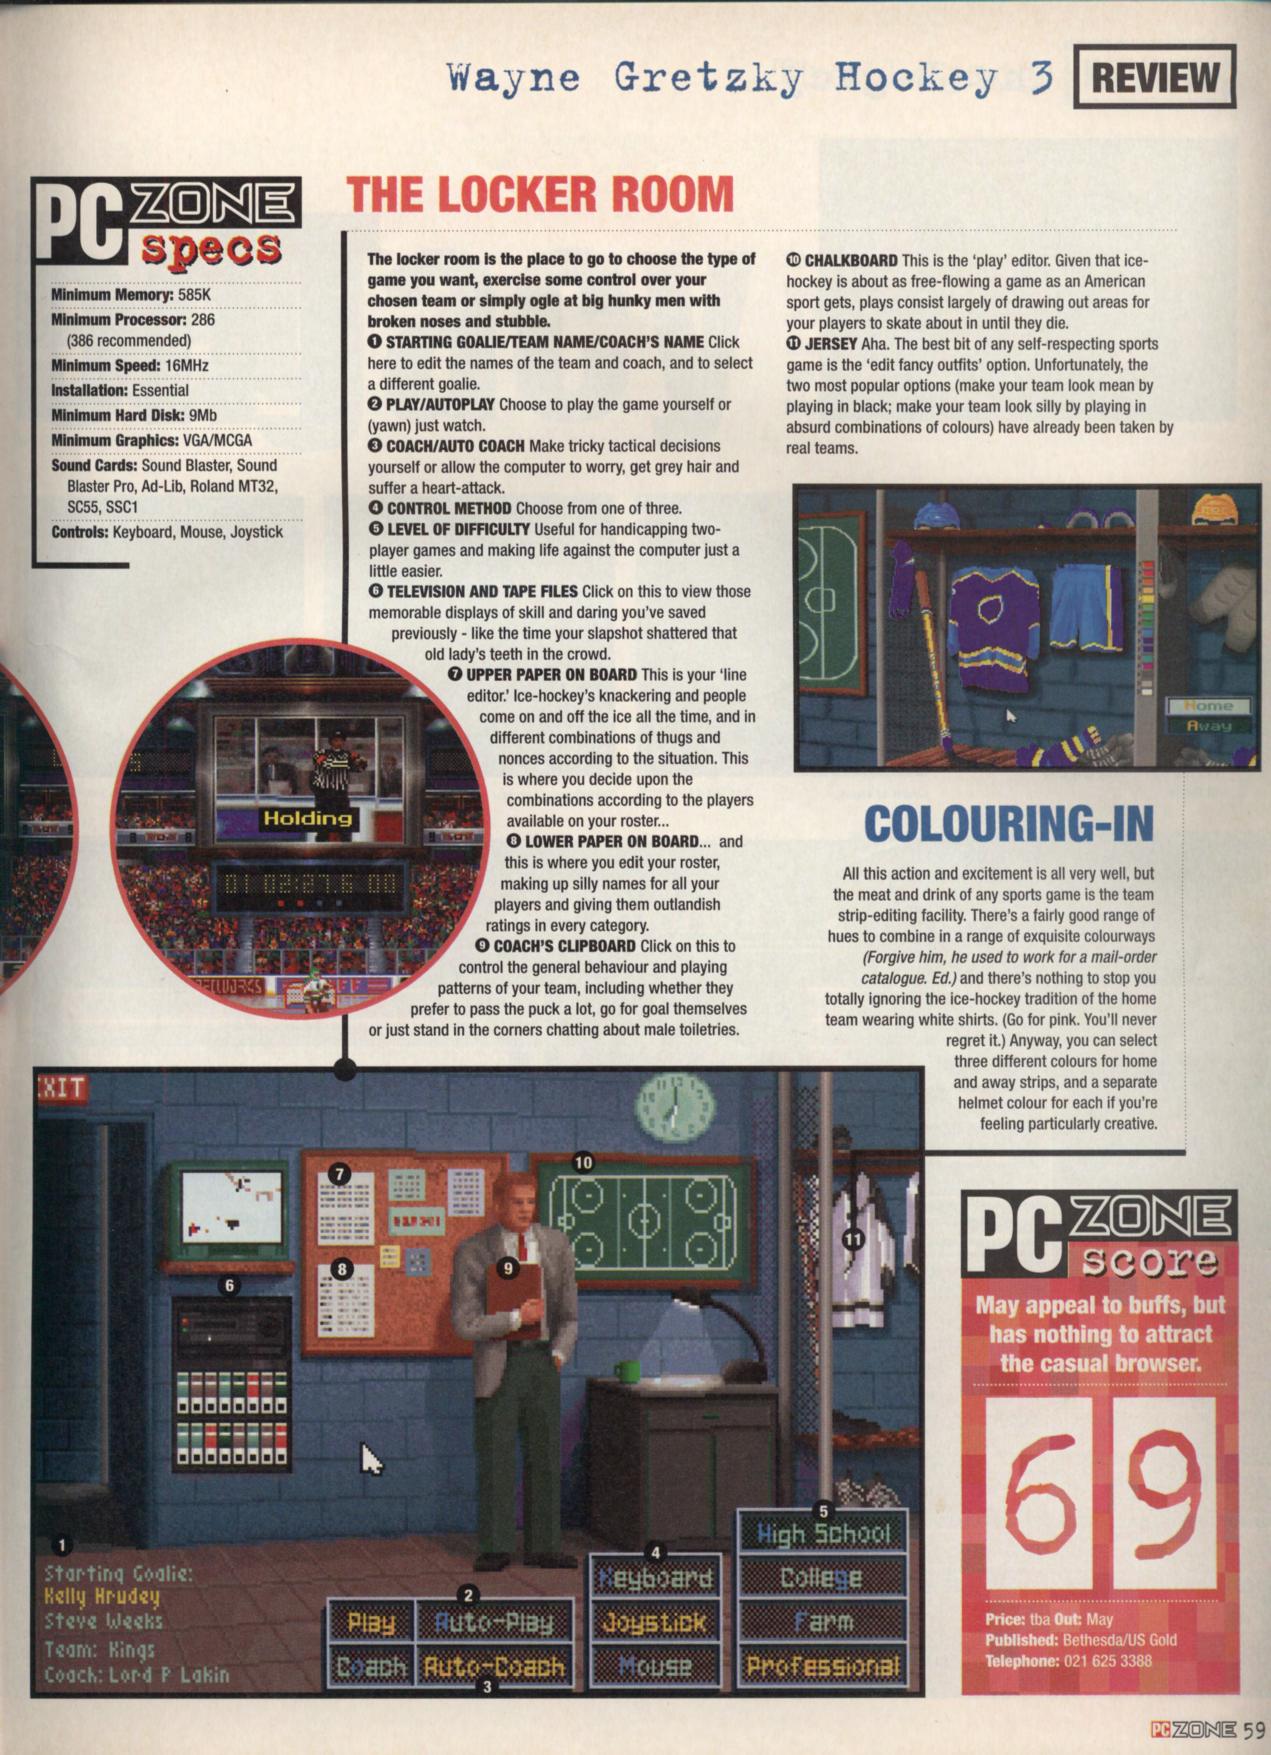 Wayne Gretzky Hockey 3 REVIEW
PC ZONE
specs
Minimum Memory: 585K
Minimum Processor: 286
(386 recommended)
Minimum Speed: 16MHz
Installation: Essential
Minimum Hard Disk: 9Mb
Minimum Graphics: VGA/MCGA
Sound Cards: Sound Blaster, Sound
Blaster Pro, Ad-Lib, Roland MT32,
SC55, SSC1
Controls: Keyboard, Mouse, Joystick
THE LOCKER ROOM
The locker room is the place to go to choose the type of
game you want, exercise some control over your
chosen team or simply ogle at big hunky men with
broken noses and stubble.
❶ STARTING GOALIE/TEAM NAME/COACH'S NAME Click
here to edit the names of the team and coach, and to select
a different goalie.
❷ PLAY/AUTOPLAY Choose to play the game yourself or
(yawn) just watch.
❸ COACH/AUTO COACH Make tricky tactical decisions
yourself or allow the computer to worry, get grey hair and
suffer a heart-attack.
❹ CONTROL METHOD Choose from one of three.
❺ LEVEL OF DIFFICULTY Useful for handicapping two-
player games and making life against the computer just a
little easier.
❻ TELEVISION AND TAPE FILES Click on this to view those
memorable displays of skill and daring you've saved
previously - like the time your slapshot shattered that
old lady's teeth in the crowd.
❼ UPPER PAPER ON BOARD This is your 'line
editor.' Ice-hockey's knackering and people
come on and off the ice all the time, and in
different combinations of thugs and
nonces according to the situation. This
is where you decide upon the
combinations according to the players
available on your roster...
❽ LOWER PAPER ON BOARD... and
this is where you edit your roster,
making up silly names for all your
players and giving them outlandish
ratings in every category.
❾ COACH'S CLIPBOARD Click on this to
control the general behaviour and playing
patterns of your team, including whether they
prefer to pass the puck a lot, go for goal themselves
or just stand in the corners chatting about male toiletries.
❿ CHALKBOARD This is the 'play' editor. Given that ice-
hockey is about as free-flowing a game as an American
sport gets, plays consist largely of drawing out areas for
your players to skate about in until they die.
⓫ JERSEY Aha. The best bit of any self-respecting sports
game is the 'edit fancy outfits' option. Unfortunately, the
two most popular options (make your team look mean by
playing in black; make your team look silly by playing in
absurd combinations of colours) have already been taken by
real teams.
Home
Away
Holding
COLOURING-IN
All this action and excitement is all very well, but
the meat and drink of any sports game is the team
strip-editing facility. There's a fairly good range of
hues to combine in a range of exquisite colourways
(Forgive him, he used to work for a mail-order
catalogue. Ed.) and there's nothing to stop you
totally ignoring the ice-hockey tradition of the home
team wearing white shirts. (Go for pink. You'll never
regret it.) Anyway, you can select
three different colours for home
and away strips, and a separate
helmet colour for each if you're
feeling particularly creative.
EXIT
7
10
11
9
8
6
1
Starting Goalie:
Kelly Hrudey
Steve Weeks
Team: Kings
Coach: Lord P Lakin
2
Play Auto-Play
Coach Auto-Coach
3
4
Keyboard
Joystick
Mouse
5
High School
College
Farm
Professional
PC ZONE
score
May appeal to buffs, but
has nothing to attract
the casual browser.
69
Price: tba Out: May
Published: Bethesda/US Gold
Telephone: 021 625 3388
PC ZONE 59